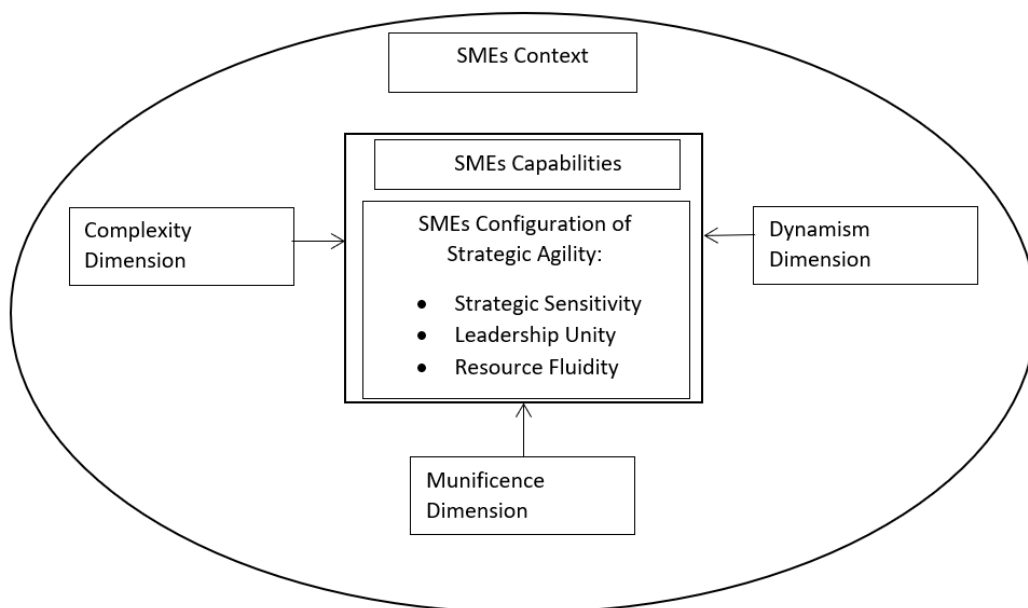 SMEs Context
SMEs Capabilities
Complexity
Dimension
SMEs Configuration of
Strategic Agility:
• Strategic Sensitivity
• Leadership Unity
• Resource Fluidity
Dynamism
Dimension
Munificence
Dimension